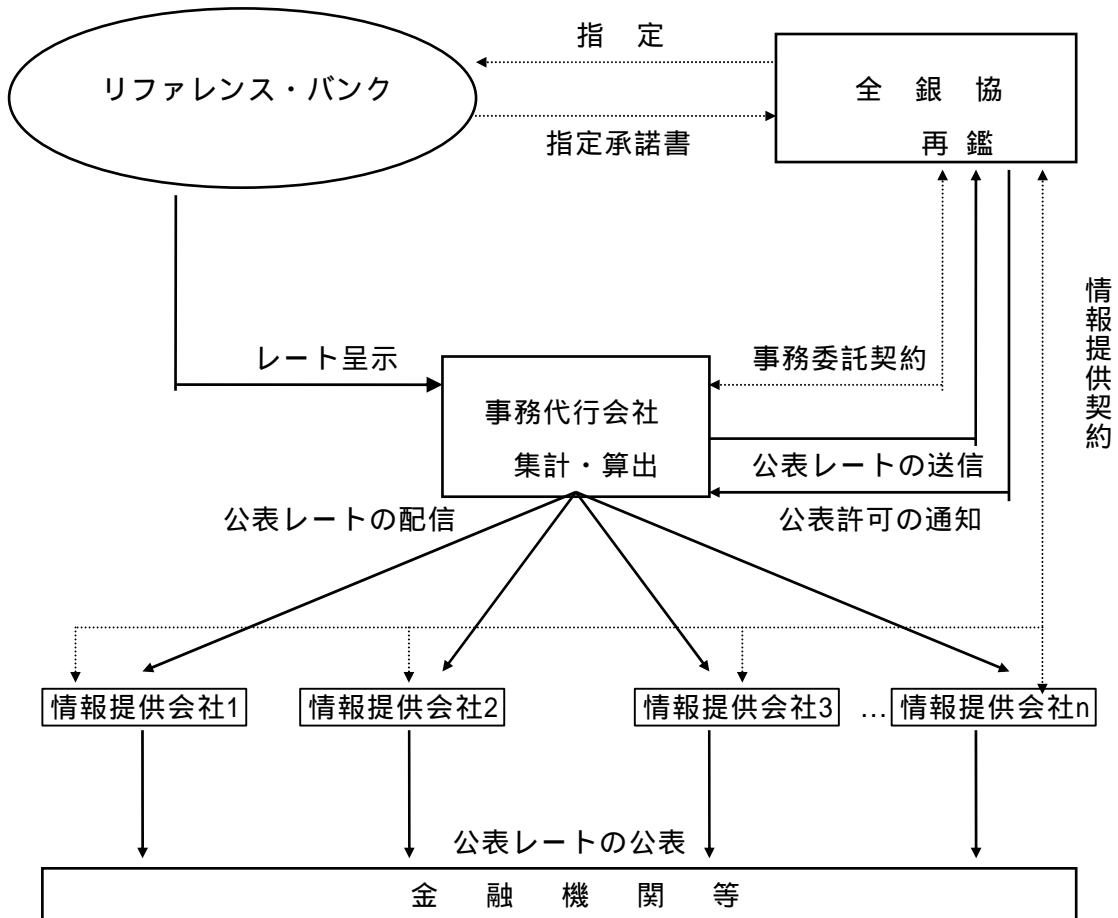 指 定
リファレンス・バンク
全 銀 協
再 鑑
指定承諾書
情報提供契約
レート呈示
事務委託契約
事務代行会社
集計・算出
公表レートの送信
公表レートの配信
公表許可の通知
情報提供会社1
情報提供会社2
情報提供会社3
…
情報提供会社n
公表レートの公表
金 融 機 関 等